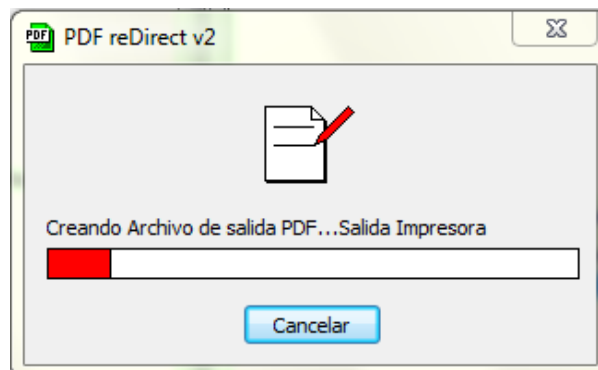 PDF reDirect v2
Creando Archivo de salida PDF...Salida Impresora
Cancelar